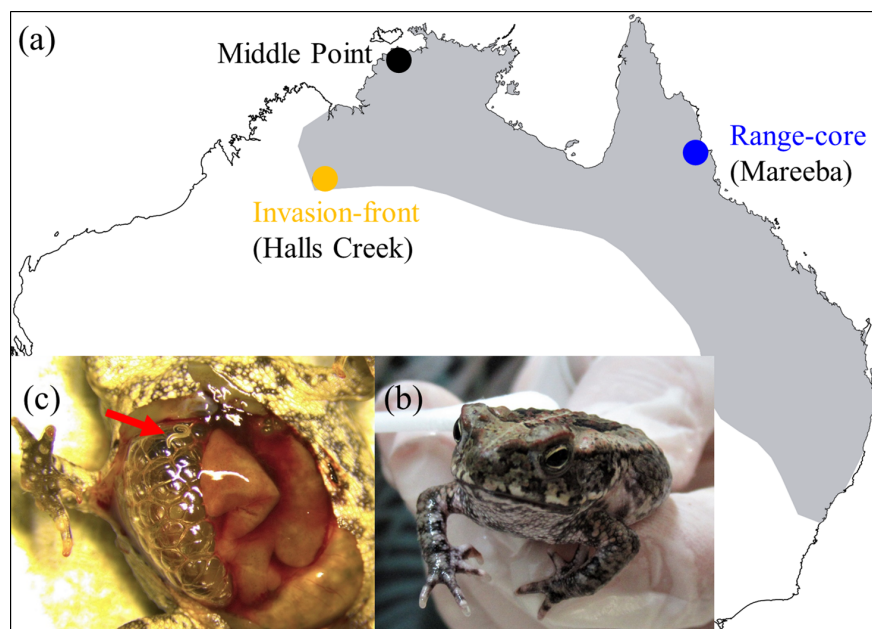 (a)
Middle Point
Range-core
(Mareeba)
Invasion-front
(Halls Creek)
(c)
(b)